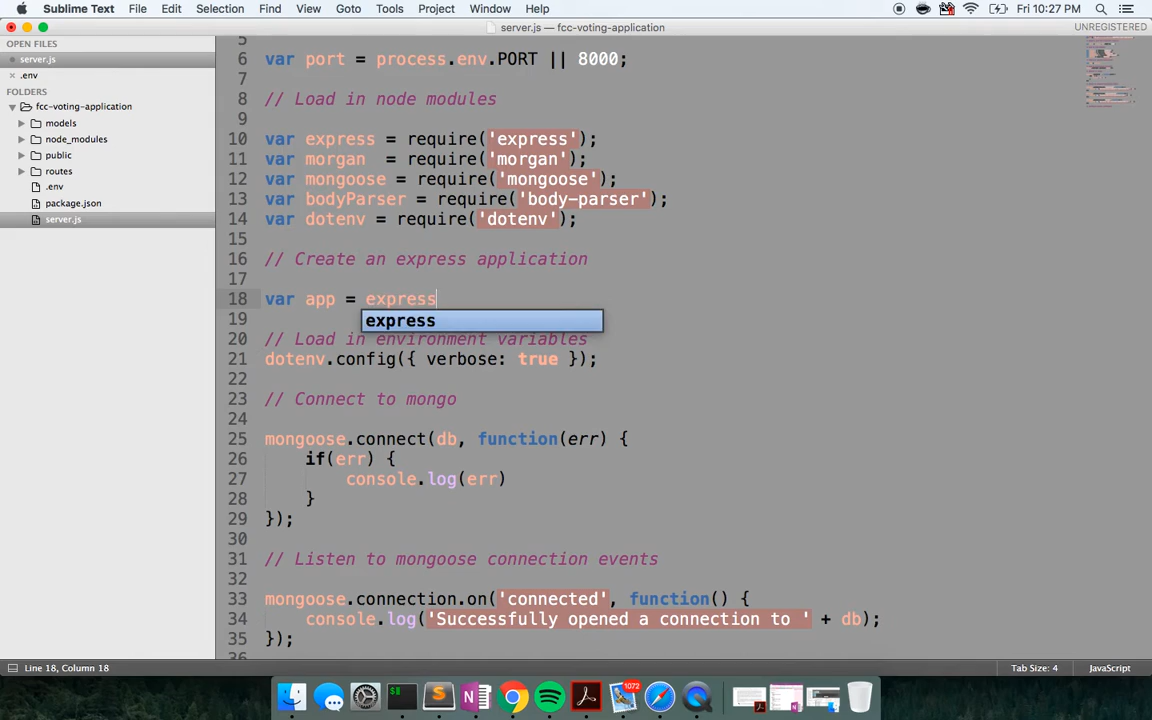 Sublime Text File Edit Selection Find View Goto Tools Project Window Help Fri 10:27 PM
server.js — fcc-voting-application UNREGISTERED
OPEN FILES
server.js
.env
FOLDERS
fcc-voting-application
models
node_modules
public
routes
.env
package.json
server.js
5
6 var port = process.env.PORT || 8000;
7
8 // Load in node modules
9
10 var express = require('express');
11 var morgan  = require('morgan');
12 var mongoose = require('mongoose');
13 var bodyParser = require('body-parser');
14 var dotenv = require('dotenv');
15
16 // Create an express application
17
18 var app = express
express
19
20 // Load in environment variables
21 dotenv.config({ verbose: true });
22
23 // Connect to mongo
24
25 mongoose.connect(db, function(err) {
26     if(err) {
27         console.log(err)
28     }
29 });
30
31 // Listen to mongoose connection events
32
33 mongoose.connection.on('connected', function() {
34     console.log('Successfully opened a connection to ' + db);
35 });
36
Line 18, Column 18 Tab Size: 4 JavaScript
1072